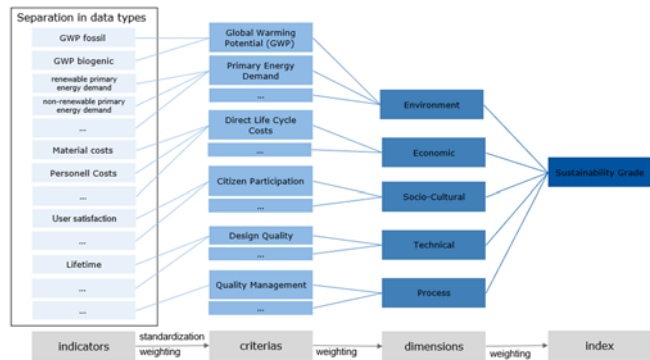 Separation in data types
GWP fossil
GWP biogenic
renewable primary
energy demand
non-renewable primary
energy demand
...
Material costs
Personell Costs
...
User satisfaction
...
Lifetime
...
...
Global Warming
Potential (GWP)
Primary Energy
Demand
...
Direct Life Cycle
Costs
...
Citizen Participation
...
Design Quality
...
Quality Management
...
Environment
Economic
Socio-Cultural
Technical
Process
Sustainability Grade
indicators
standardization
weighting
criterias
weighting
dimensions
weighting
index